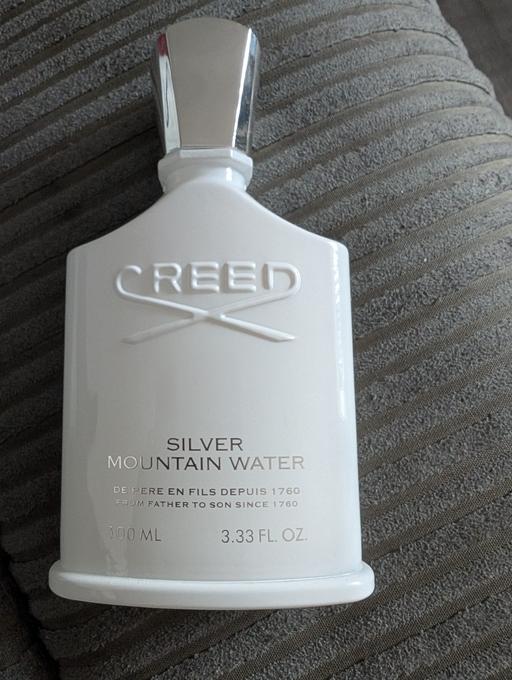 CREED
SILVER
MOUNTAIN WATER
DE PERE EN FILS DEPUIS 1760
FROM FATHER TO SON SINCE 1760
100 ML 3.33 FL. OZ.